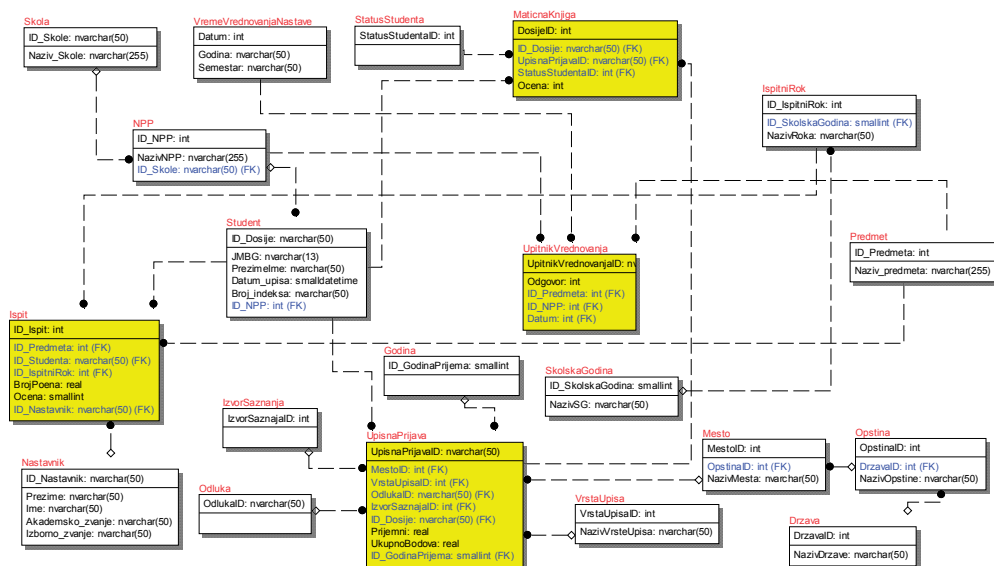 Skola
ID_Skole: nvarchar(50)
Naziv_Skole: nvarchar(255)
VremeVrednovanjaNastave
Datum: int
Godina: nvarchar(50)
Semestar: nvarchar(50)
StatusStudenta
StatusStudentaID: int
MaticnaKnjiga
DosijeID: int
ID_Dosije: nvarchar(50) (FK)
UpisnaPrijavaID: nvarchar(50) (FK)
StatusStudentaID: int (FK)
Ocena: int
IspitniRok
ID_IspitniRok: int
ID_SkolskaGodina: smallint (FK)
NazivRoka: nvarchar(50)
NPP
ID_NPP: int
NazivNPP: nvarchar(255)
ID_Skole: nvarchar(50) (FK)
Student
ID_Dosije: nvarchar(50)
JMBG: nvarchar(13)
PrezimeIme: nvarchar(50)
Datum_upisa: smalldatetime
Broj_indeksa: nvarchar(50)
ID_NPP: int (FK)
UpitnikVrednovanja
UpitnikVrednovanjaID: nv
Odgovor: int
ID_Predmeta: int (FK)
ID_NPP: int (FK)
Datum: int (FK)
Predmet
ID_Predmeta: int
Naziv_predmeta: nvarchar(255)
Ispit
ID_Ispit: int
ID_Predmeta: int (FK)
ID_Studenta: nvarchar(50) (FK)
ID_IspitniRok: int (FK)
BrojPoena: real
Ocena: smallint
ID_Nastavnik: nvarchar(50) (FK)
Godina
ID_GodinaPrijema: smallint
SkolskaGodina
ID_SkolskaGodina: smallint
NazivSG: nvarchar(50)
IzvorSaznanja
IzvorSaznajaID: int
UpisnaPrijava
UpisnaPrijavaID: nvarchar(50)
MestoID: int (FK)
VrstaUpisaID: int (FK)
OdlukaID: nvarchar(50) (FK)
IzvorSaznajaID: int (FK)
ID_Dosije: nvarchar(50) (FK)
Prijemni: real
UkupnoBodova: real
ID_GodinaPrijema: smallint (FK)
Mesto
MestoID: int
OpstinaID: int (FK)
NazivMesta: nvarchar(50)
Opstina
OpstinaID: int
DrzavaID: int (FK)
NazivOpstine: nvarchar(50)
Nastavnik
ID_Nastavnik: nvarchar(50)
Prezime: nvarchar(50)
Ime: nvarchar(50)
Akademsko_zvanje: nvarchar(50)
Izborno_zvanje: nvarchar(50)
Odluka
OdlukaID: nvarchar(50)
VrstaUpisa
VrstaUpisaID: int
NazivVrsteUpisa: nvarchar(50)
Drzava
DrzavaID: int
NazivDrzave: nvarchar(50)